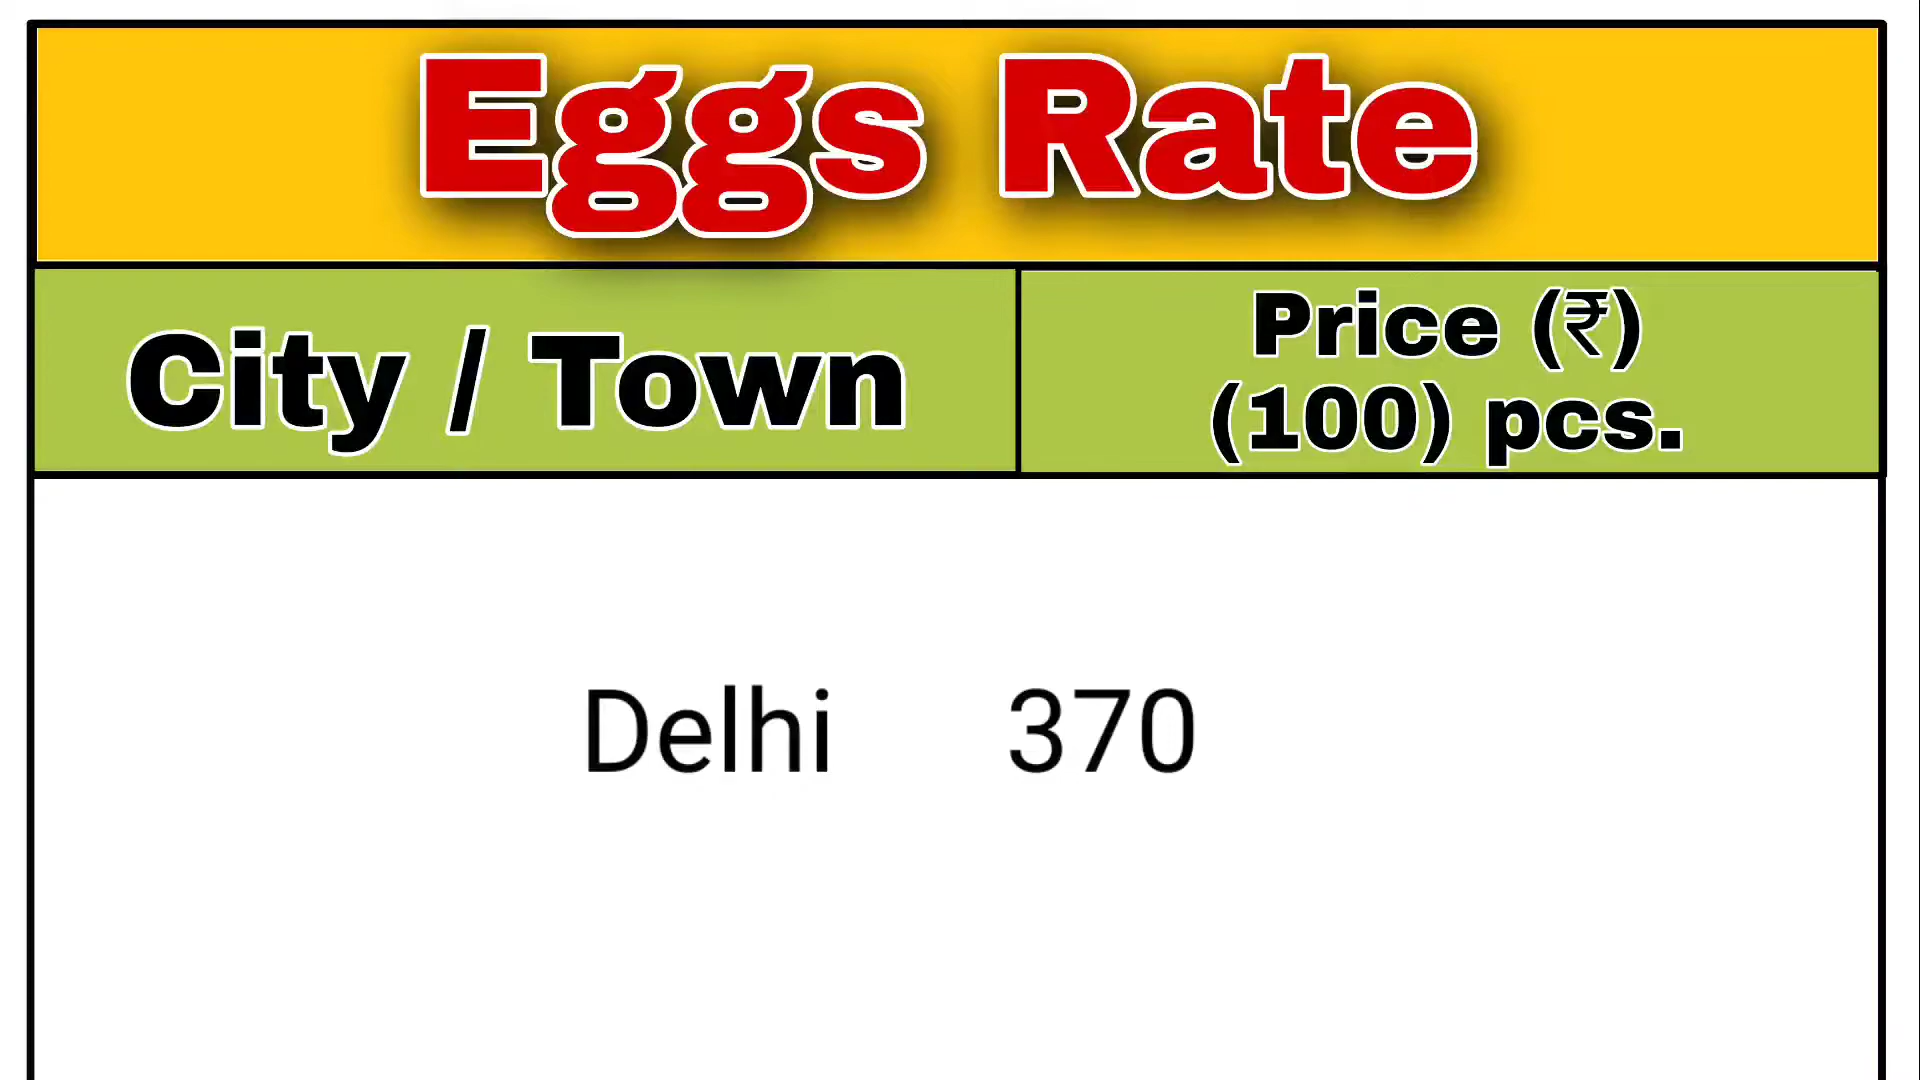 Eggs Rate
City / Town
Price (₹)
(100) pcs.
Delhi 370